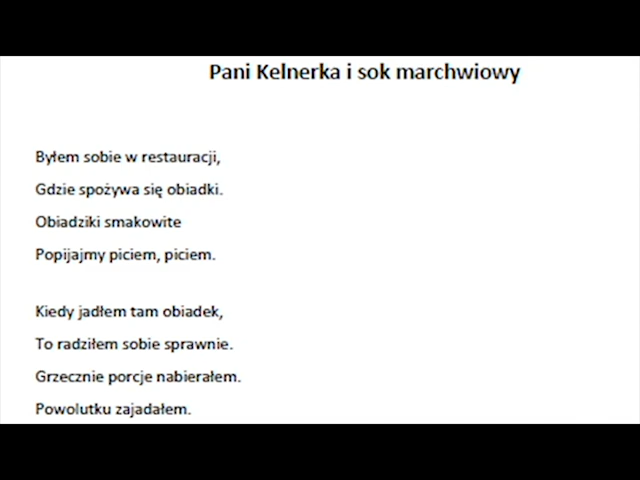 Pani Kelnerka i sok marchwiowy
Byłem sobie w restauracji,
Gdzie spożywa się obiadki.
Obiadziki smakowite
Popijajmy piciem, piciem.
Kiedy jadłem tam obiadek,
To radziłem sobie sprawnie.
Grzecznie porcje nabierałem.
Powolutku zajadałem.